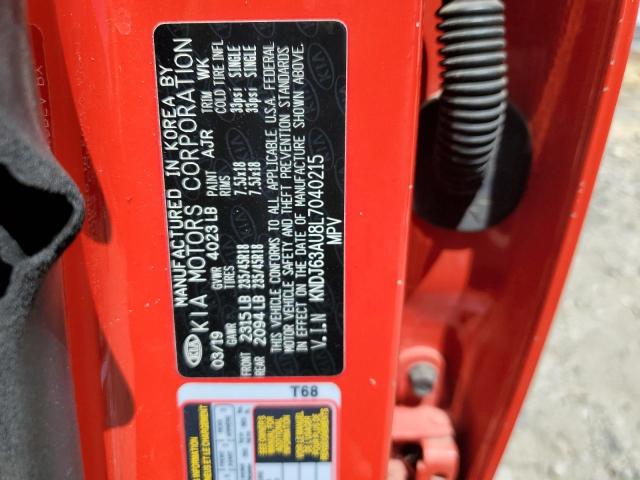 MANUFACTURED IN KOREA BY
KIA MOTORS CORPORATION
03/19 GVWR 4023 LB PAINT AJR TRIM WK
GAWR TIRES RIMS COLD TIRE INFL
FRONT 2315 LB 235/45R18 7.5Jx18 33psi SINGLE
REAR 2094 LB 235/45R18 7.5Jx18 33psi SINGLE
THIS VEHICLE CONFORMS TO ALL APPLICABLE U.S.A. FEDERAL
MOTOR VEHICLE SAFETY AND THEFT PREVENTION STANDARDS
IN EFFECT ON THE DATE OF MANUFACTURE SHOWN ABOVE.
V.I.N KNDJ63AU8L7040215
MPV
KIA
T68
INFORMATION